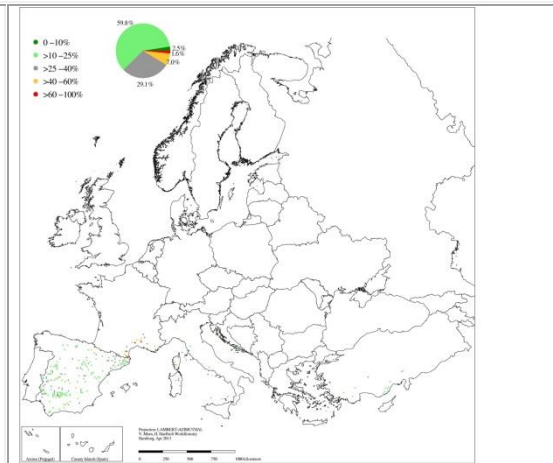 59.8%
2.5%
1.6%
7.0%
29.1%
0 –10%
>10 –25%
>25 –40%
>40 –60%
>60 –100%
Azores (Portugal)
Canary Islands (Spain)
Projection: LAMBERT-AZIMUTHAL
Hamburg, Apr 2013
0 250 500 750 1000 kilometers